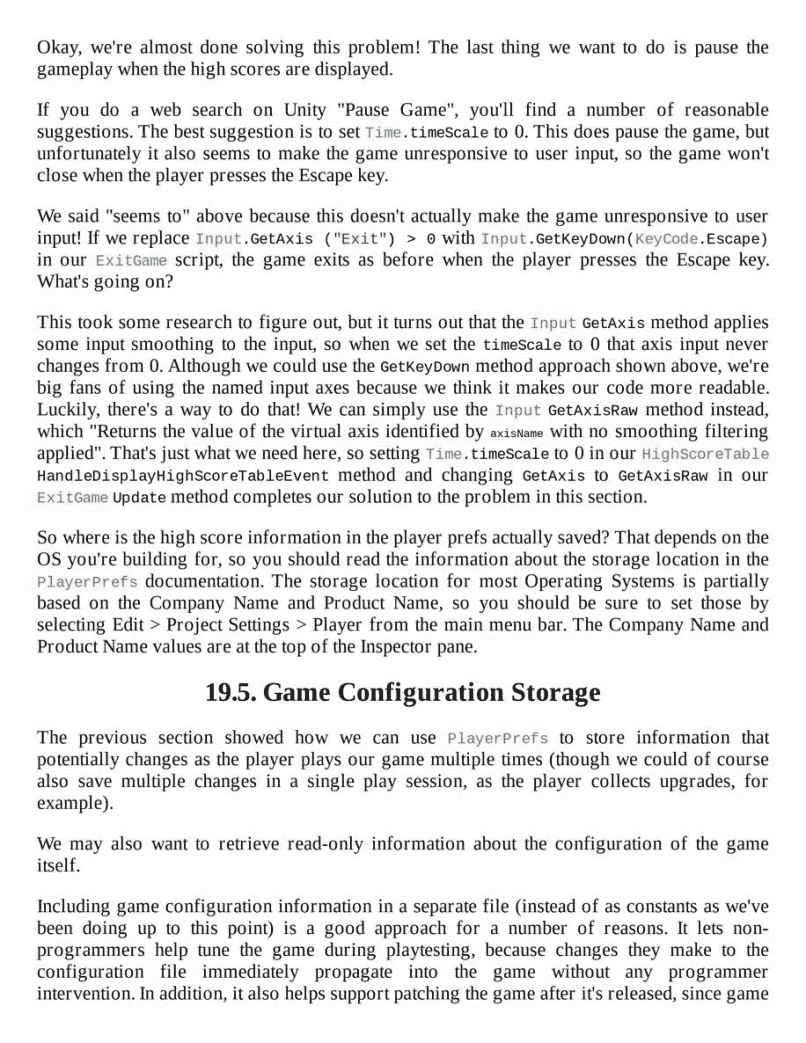 Okay, we're almost done solving this problem! The last thing we want to do is pause the
gameplay when the high scores are displayed.
If you do a web search on Unity "Pause Game", you'll find a number of reasonable
suggestions. The best suggestion is to set Time.timeScale to 0. This does pause the game, but
unfortunately it also seems to make the game unresponsive to user input, so the game won't
close when the player presses the Escape key.
We said "seems to" above because this doesn't actually make the game unresponsive to user
input! If we replace Input.GetAxis ("Exit") > 0 with Input.GetKeyDown(KeyCode.Escape)
in our ExitGame script, the game exits as before when the player presses the Escape key.
What's going on?
This took some research to figure out, but it turns out that the Input GetAxis method applies
some input smoothing to the input, so when we set the timeScale to 0 that axis input never
changes from 0. Although we could use the GetKeyDown method approach shown above, we're
big fans of using the named input axes because we think it makes our code more readable.
Luckily, there's a way to do that! We can simply use the Input GetAxisRaw method instead,
which "Returns the value of the virtual axis identified by axisName with no smoothing filtering
applied". That's just what we need here, so setting Time.timeScale to 0 in our HighScoreTable
HandleDisplayHighScoreTableEvent method and changing GetAxis to GetAxisRaw in our
ExitGame Update method completes our solution to the problem in this section.
So where is the high score information in the player prefs actually saved? That depends on the
OS you're building for, so you should read the information about the storage location in the
PlayerPrefs documentation. The storage location for most Operating Systems is partially
based on the Company Name and Product Name, so you should be sure to set those by
selecting Edit > Project Settings > Player from the main menu bar. The Company Name and
Product Name values are at the top of the Inspector pane.
19.5. Game Configuration Storage
The previous section showed how we can use PlayerPrefs to store information that
potentially changes as the player plays our game multiple times (though we could of course
also save multiple changes in a single play session, as the player collects upgrades, for
example).
We may also want to retrieve read-only information about the configuration of the game
itself.
Including game configuration information in a separate file (instead of as constants as we've
been doing up to this point) is a good approach for a number of reasons. It lets non-
programmers help tune the game during playtesting, because changes they make to the
configuration file immediately propagate into the game without any programmer
intervention. In addition, it also helps support patching the game after it's released, since game